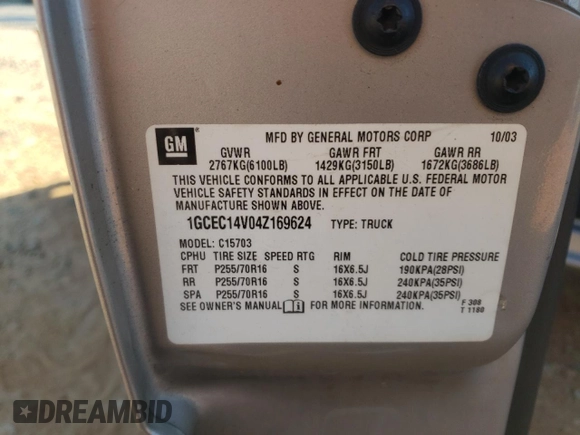 GM
MFD BY GENERAL MOTORS CORP 10/03
GVWR GAWR FRT GAWR RR
2767KG(6100LB) 1429KG(3150LB) 1672KG(3686LB)
THIS VEHICLE CONFORMS TO ALL APPLICABLE U.S. FEDERAL MOTOR
VEHICLE SAFETY STANDARDS IN EFFECT ON THE DATE OF
MANUFACTURE SHOWN ABOVE.
1GCEC14V04Z169624 TYPE: TRUCK
MODEL: C15703
CPHU TIRE SIZE SPEED RTG RIM COLD TIRE PRESSURE
FRT P255/70R16 S 16X6.5J 190KPA(28PSI)
RR P255/70R16 S 16X6.5J 240KPA(35PSI)
SPA P255/70R16 S 16X6.5J 240KPA(35PSI)
SEE OWNER'S MANUAL FOR MORE INFORMATION.
F 388
T 1180
DREAMBID